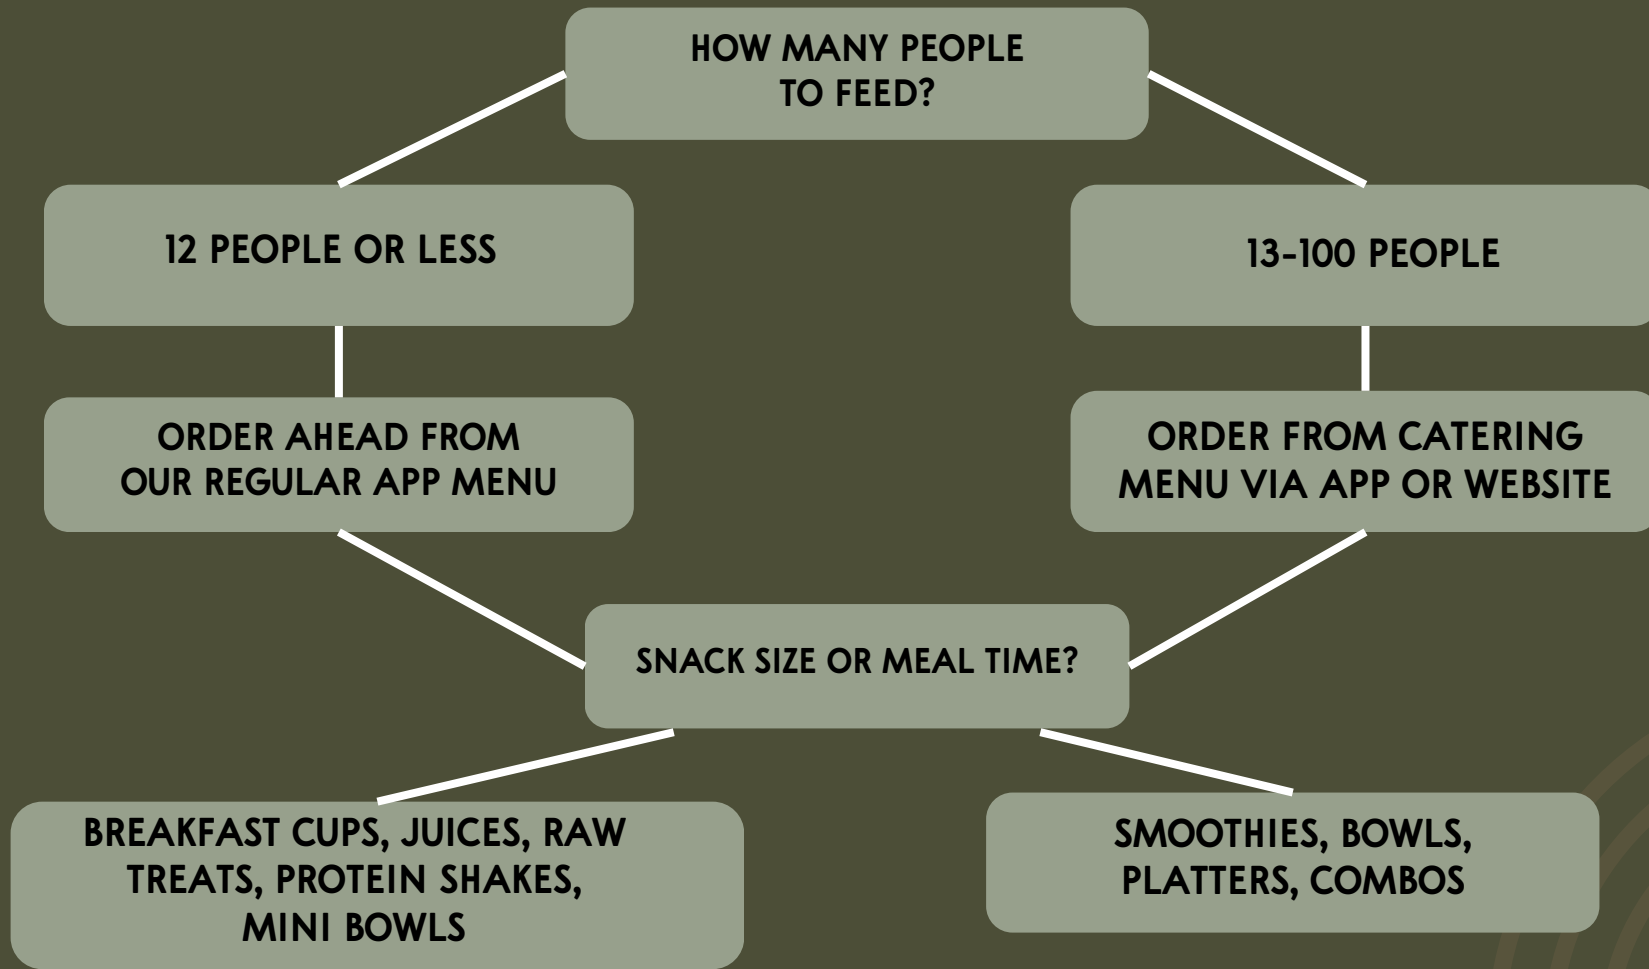 HOW MANY PEOPLE
TO FEED?
12 PEOPLE OR LESS
13-100 PEOPLE
ORDER AHEAD FROM
OUR REGULAR APP MENU
ORDER FROM CATERING
MENU VIA APP OR WEBSITE
SNACK SIZE OR MEAL TIME?
BREAKFAST CUPS, JUICES, RAW
TREATS, PROTEIN SHAKES,
MINI BOWLS
SMOOTHIES, BOWLS,
PLATTERS, COMBOS